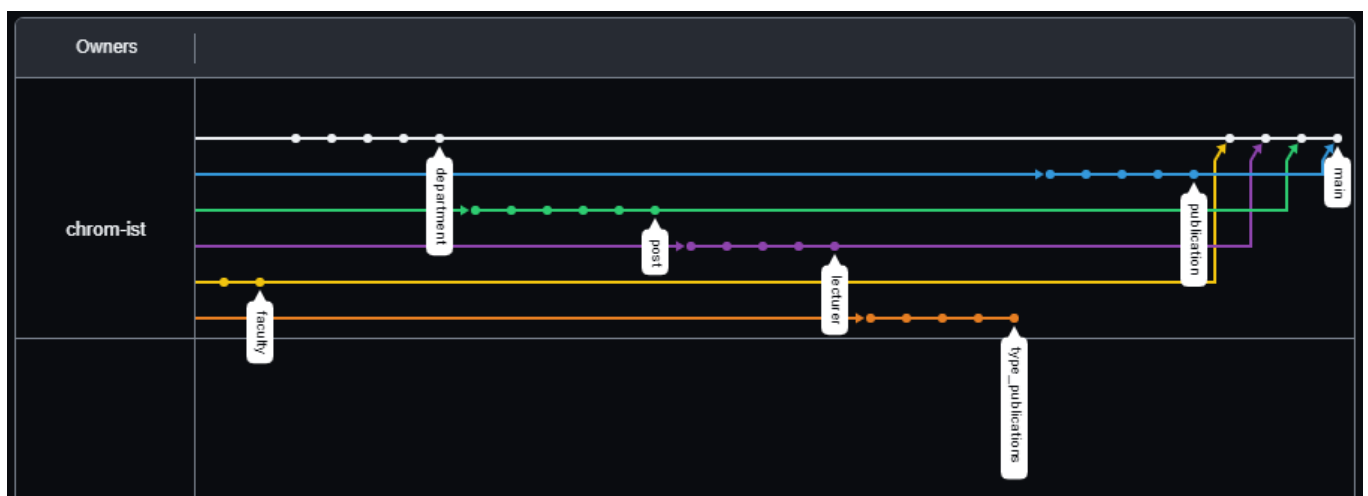 Owners
chrom-ist
department
post
lecturer
faculty
type_publications
publication
main